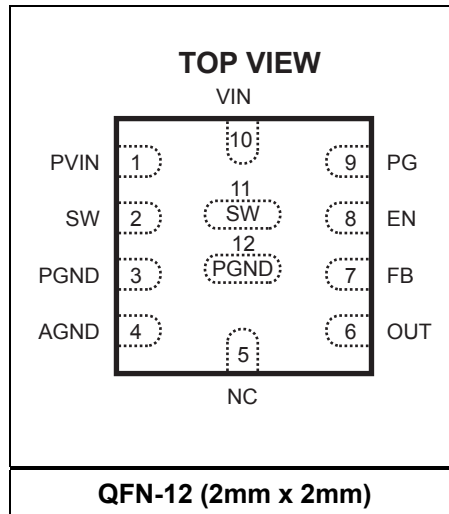 TOP VIEW
VIN
10
PVIN 1 9 PG
11
SW 2 SW 8 EN
12
PGND 3 PGND 7 FB
AGND 4 6 OUT
5
NC
QFN-12 (2mm x 2mm)